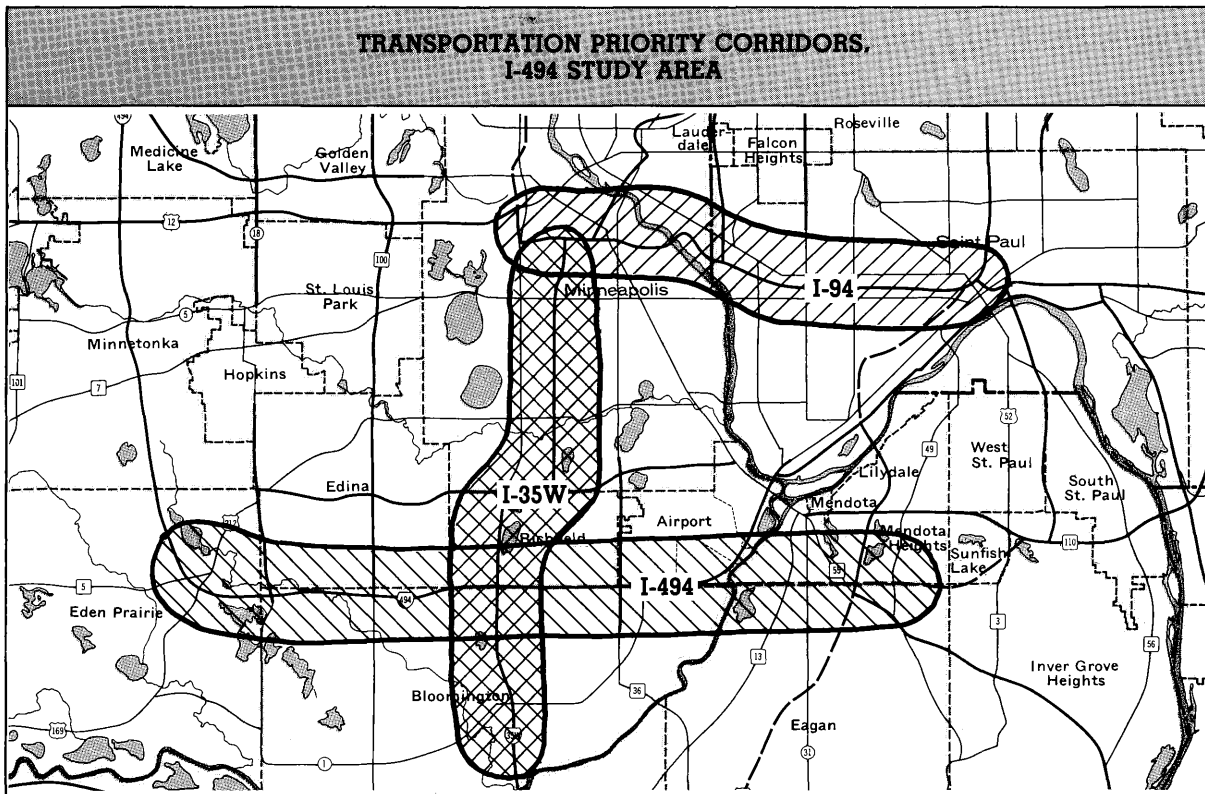 TRANSPORTATION PRIORITY CORRIDORS,
I-494 STUDY AREA
494
Medicine
Lake
Golden
Valley
Lauder-
dale
Falcon
Heights
Roseville
12
18
100
Saint Paul
St. Louis
Park
Minneapolis
I-94
5
Minnetonka
101
7
Hopkins
52
49
West
St. Paul
Lilydale
South
St. Paul
Edina
I-35W
Mendota
212
Airport
Richfield
Mendota
Heights
Sunfish
Lake
110
55
5
I-494
494
Eden Prairie
3
56
13
Inver Grove
Heights
Bloomington
36
Eagan
169
1
31